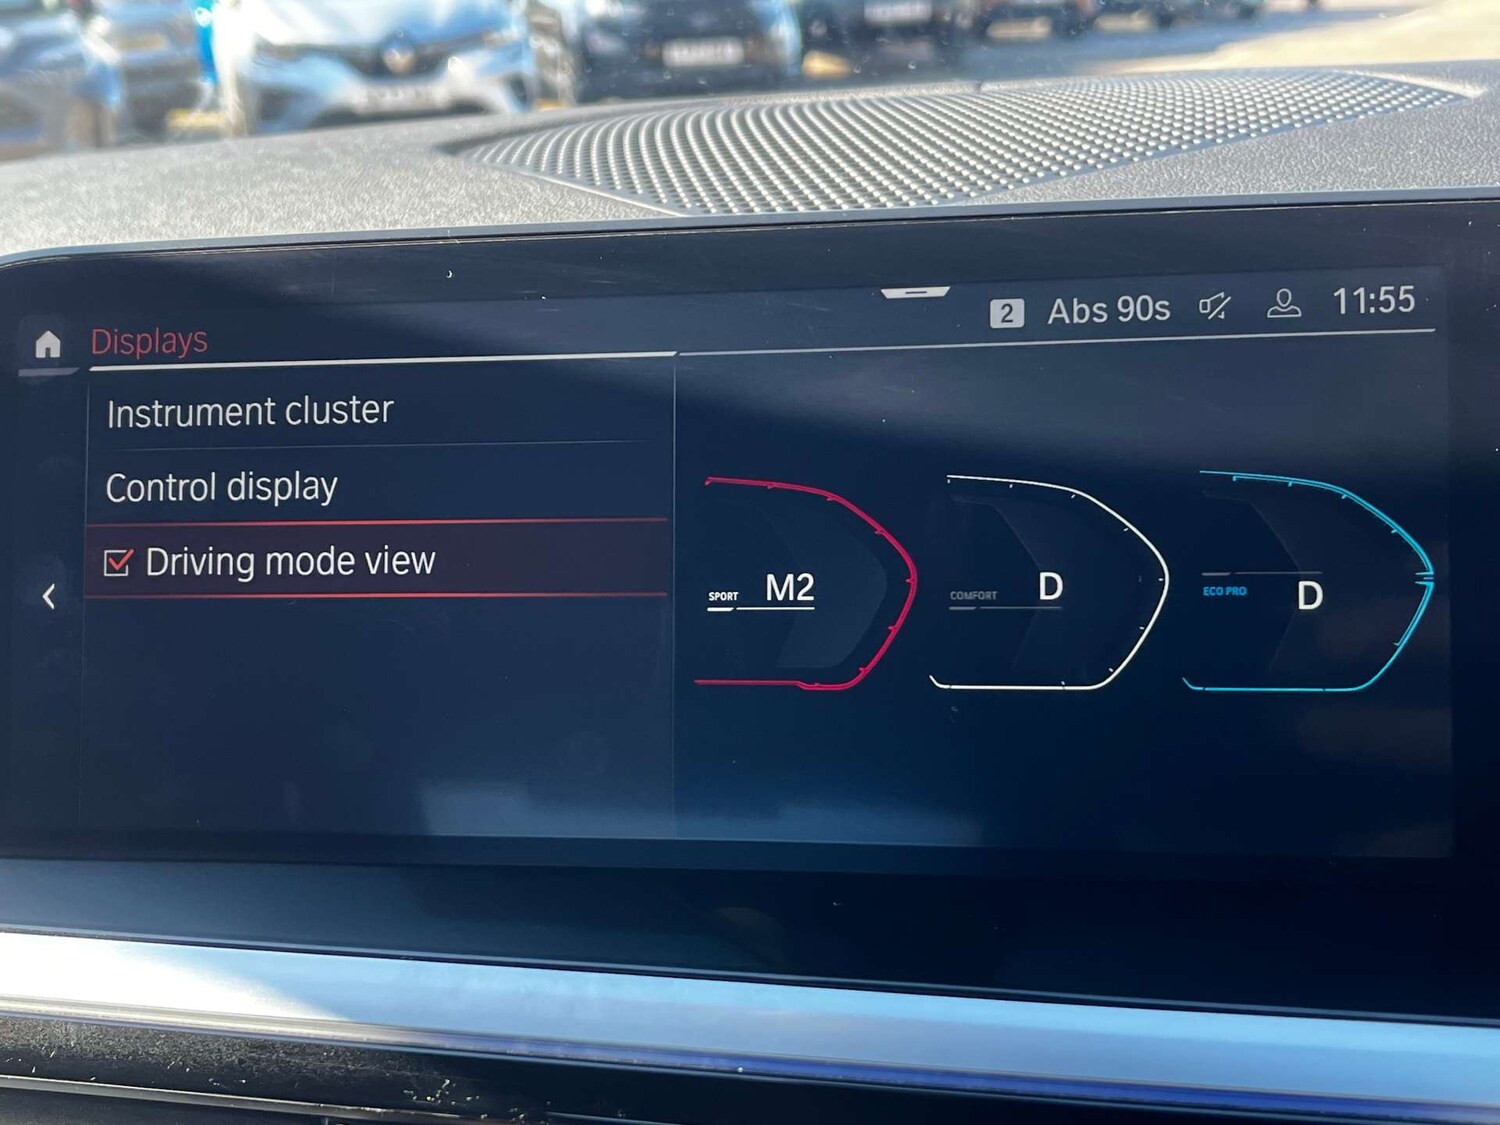 Displays
2 Abs 90s 11:55
Instrument cluster
Control display
Driving mode view
SPORT M2
COMFORT D
ECO PRO D